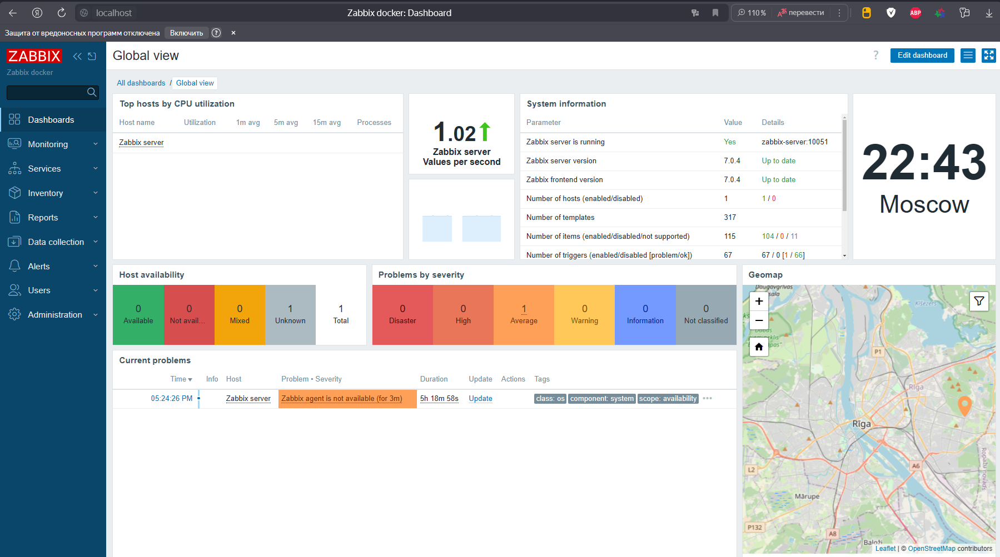 localhost
Zabbix docker: Dashboard
110%
перевести
ABP
Защита от вредоносных программ отключена
Включить
ZABBIX
Zabbix docker
Dashboards
Monitoring
Services
Inventory
Reports
Data collection
Alerts
Users
Administration
Global view
?
Edit dashboard
All dashboards / Global view
Top hosts by CPU utilization
Host name Utilization 1m avg 5m avg 15m avg Processes
Zabbix server
1.02
Zabbix server
Values per second
System information
Parameter Value Details
Zabbix server is running Yes zabbix-server:10051
Zabbix server version 7.0.4 Up to date
Zabbix frontend version 7.0.4 Up to date
Number of hosts (enabled/disabled) 1 1 / 0
Number of templates 317
Number of items (enabled/disabled/not supported) 115 104 / 0 / 11
Number of triggers (enabled/disabled [problem/ok]) 67 67 / 0 [1 / 66]
22:43
Moscow
Host availability
0 Available
0 Not avail...
0 Mixed
1 Unknown
1 Total
Problems by severity
0 Disaster
0 High
1 Average
0 Warning
0 Information
0 Not classified
Current problems
Time Info Host Problem • Severity Duration Update Actions Tags
05:24:26 PM Zabbix server Zabbix agent is not available (for 3m) 5h 18m 58s Update class: os component: system scope: availability •••
Geomap
+
−
Daugavgrīvas
sala
Ķīšezers
P1
Rīga
Rīga
A6
L2
Mārupe
Ropažu novads
P132
A8
Baloži
Leaflet | © OpenStreetMap contributors